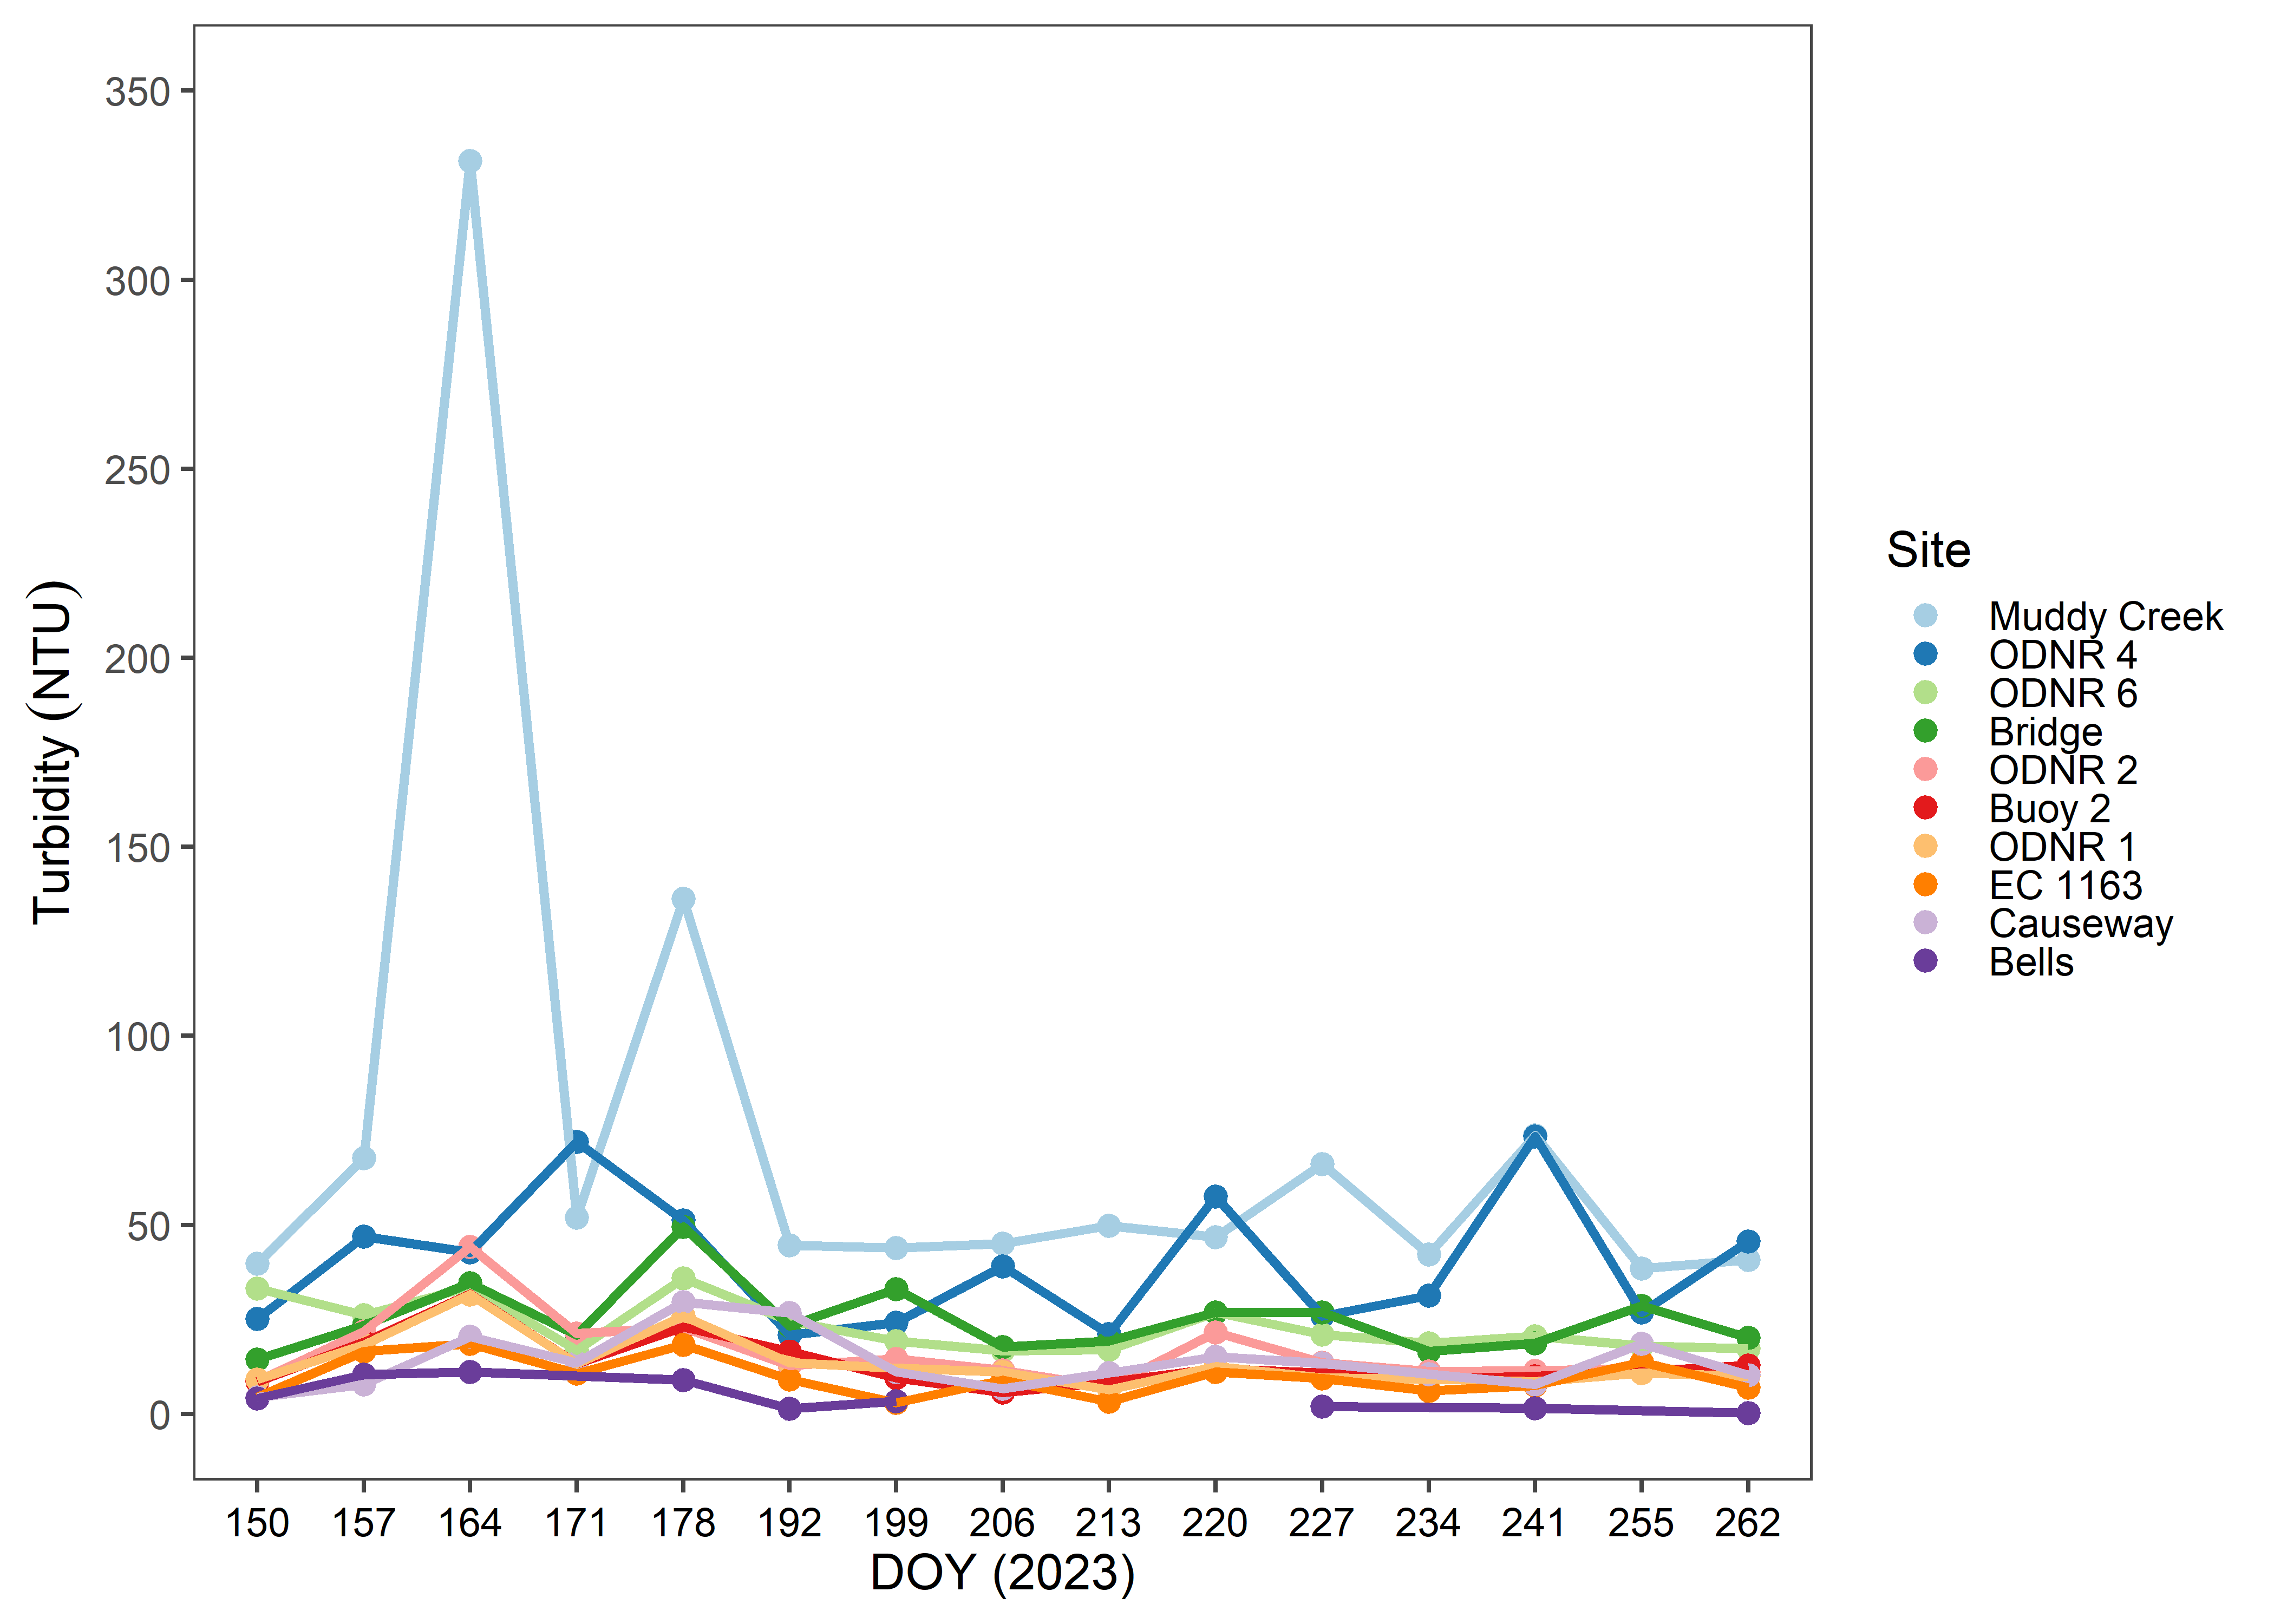 350
300
250
200
150
100
50
0
Turbidity (NTU)
150 157 164 171 178 192 199 206 213 220 227 234 241 255 262
DOY (2023)
Site
Muddy Creek
ODNR 4
ODNR 6
Bridge
ODNR 2
Buoy 2
ODNR 1
EC 1163
Causeway
Bells